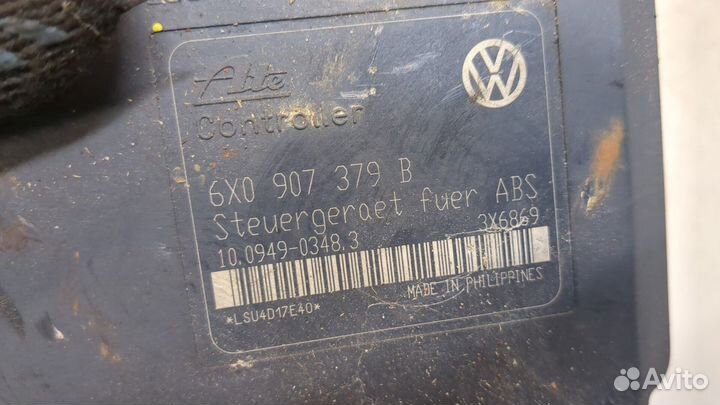 Ate
Controller
6X0 907 379 B
Steuergeraet fuer ABS
10.0949-0348.3
3X6869
*LSU4D17E40*
MADE IN PHILIPPINES
Avito